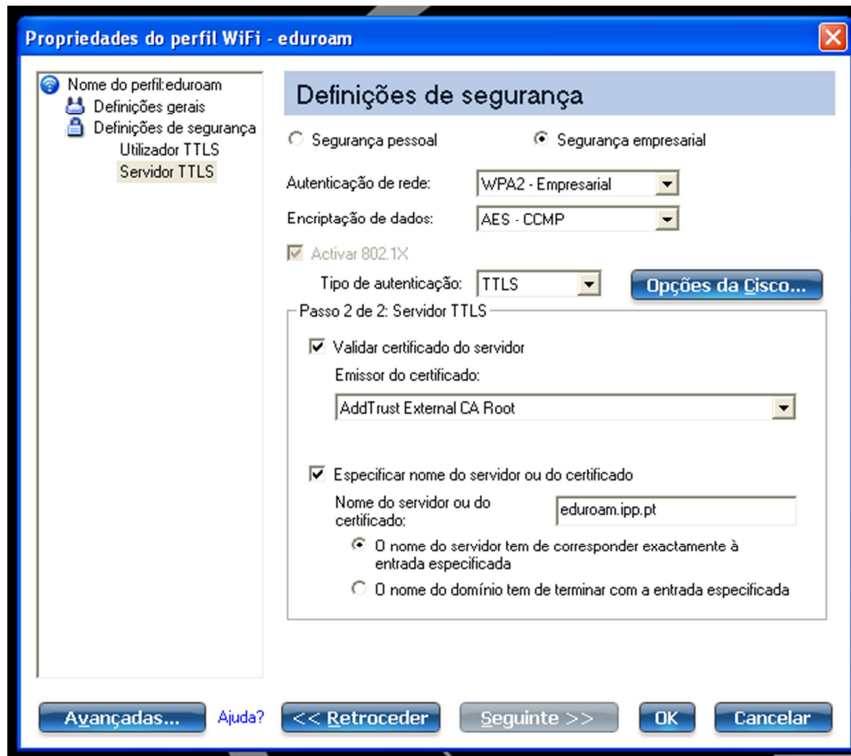 Propriedades do perfil WiFi - eduroam
Nome do perfil:eduroam
Definições gerais
Definições de segurança
Utilizador TTLS
Servidor TTLS
Definições de segurança
Segurança pessoal
Segurança empresarial
Autenticação de rede:
WPA2 - Empresarial
Encriptação de dados:
AES - CCMP
Activar 802.1X
Tipo de autenticação:
TTLS
Opções da Cisco...
Passo 2 de 2: Servidor TTLS
Validar certificado do servidor
Emissor do certificado:
AddTrust External CA Root
Especificar nome do servidor ou do certificado
Nome do servidor ou do
certificado:
eduroam.ipp.pt
O nome do servidor tem de corresponder exactamente à
entrada especificada
O nome do domínio tem de terminar com a entrada especificada
Avançadas...
Ajuda?
<< Retroceder
Seguinte >>
OK
Cancelar